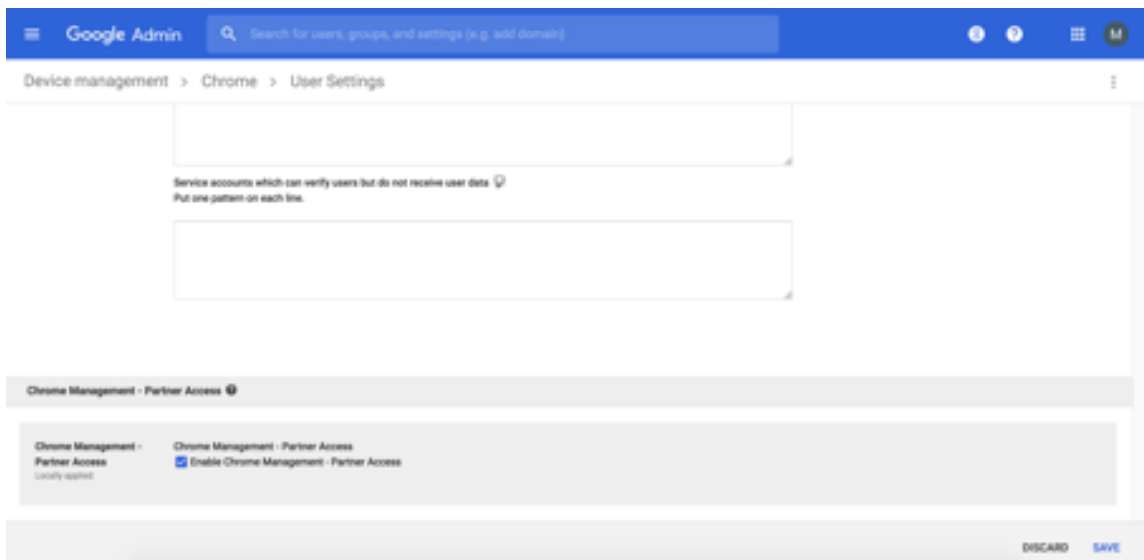 Google Admin
Search for users, groups, and settings (e.g. add domain)
M
Device management > Chrome > User Settings
Service accounts which can verify users but do not receive user data
Put one pattern on each line.
Chrome Management - Partner Access
Chrome Management -
Partner Access
Locally applied
Chrome Management - Partner Access
Enable Chrome Management - Partner Access
DISCARD SAVE